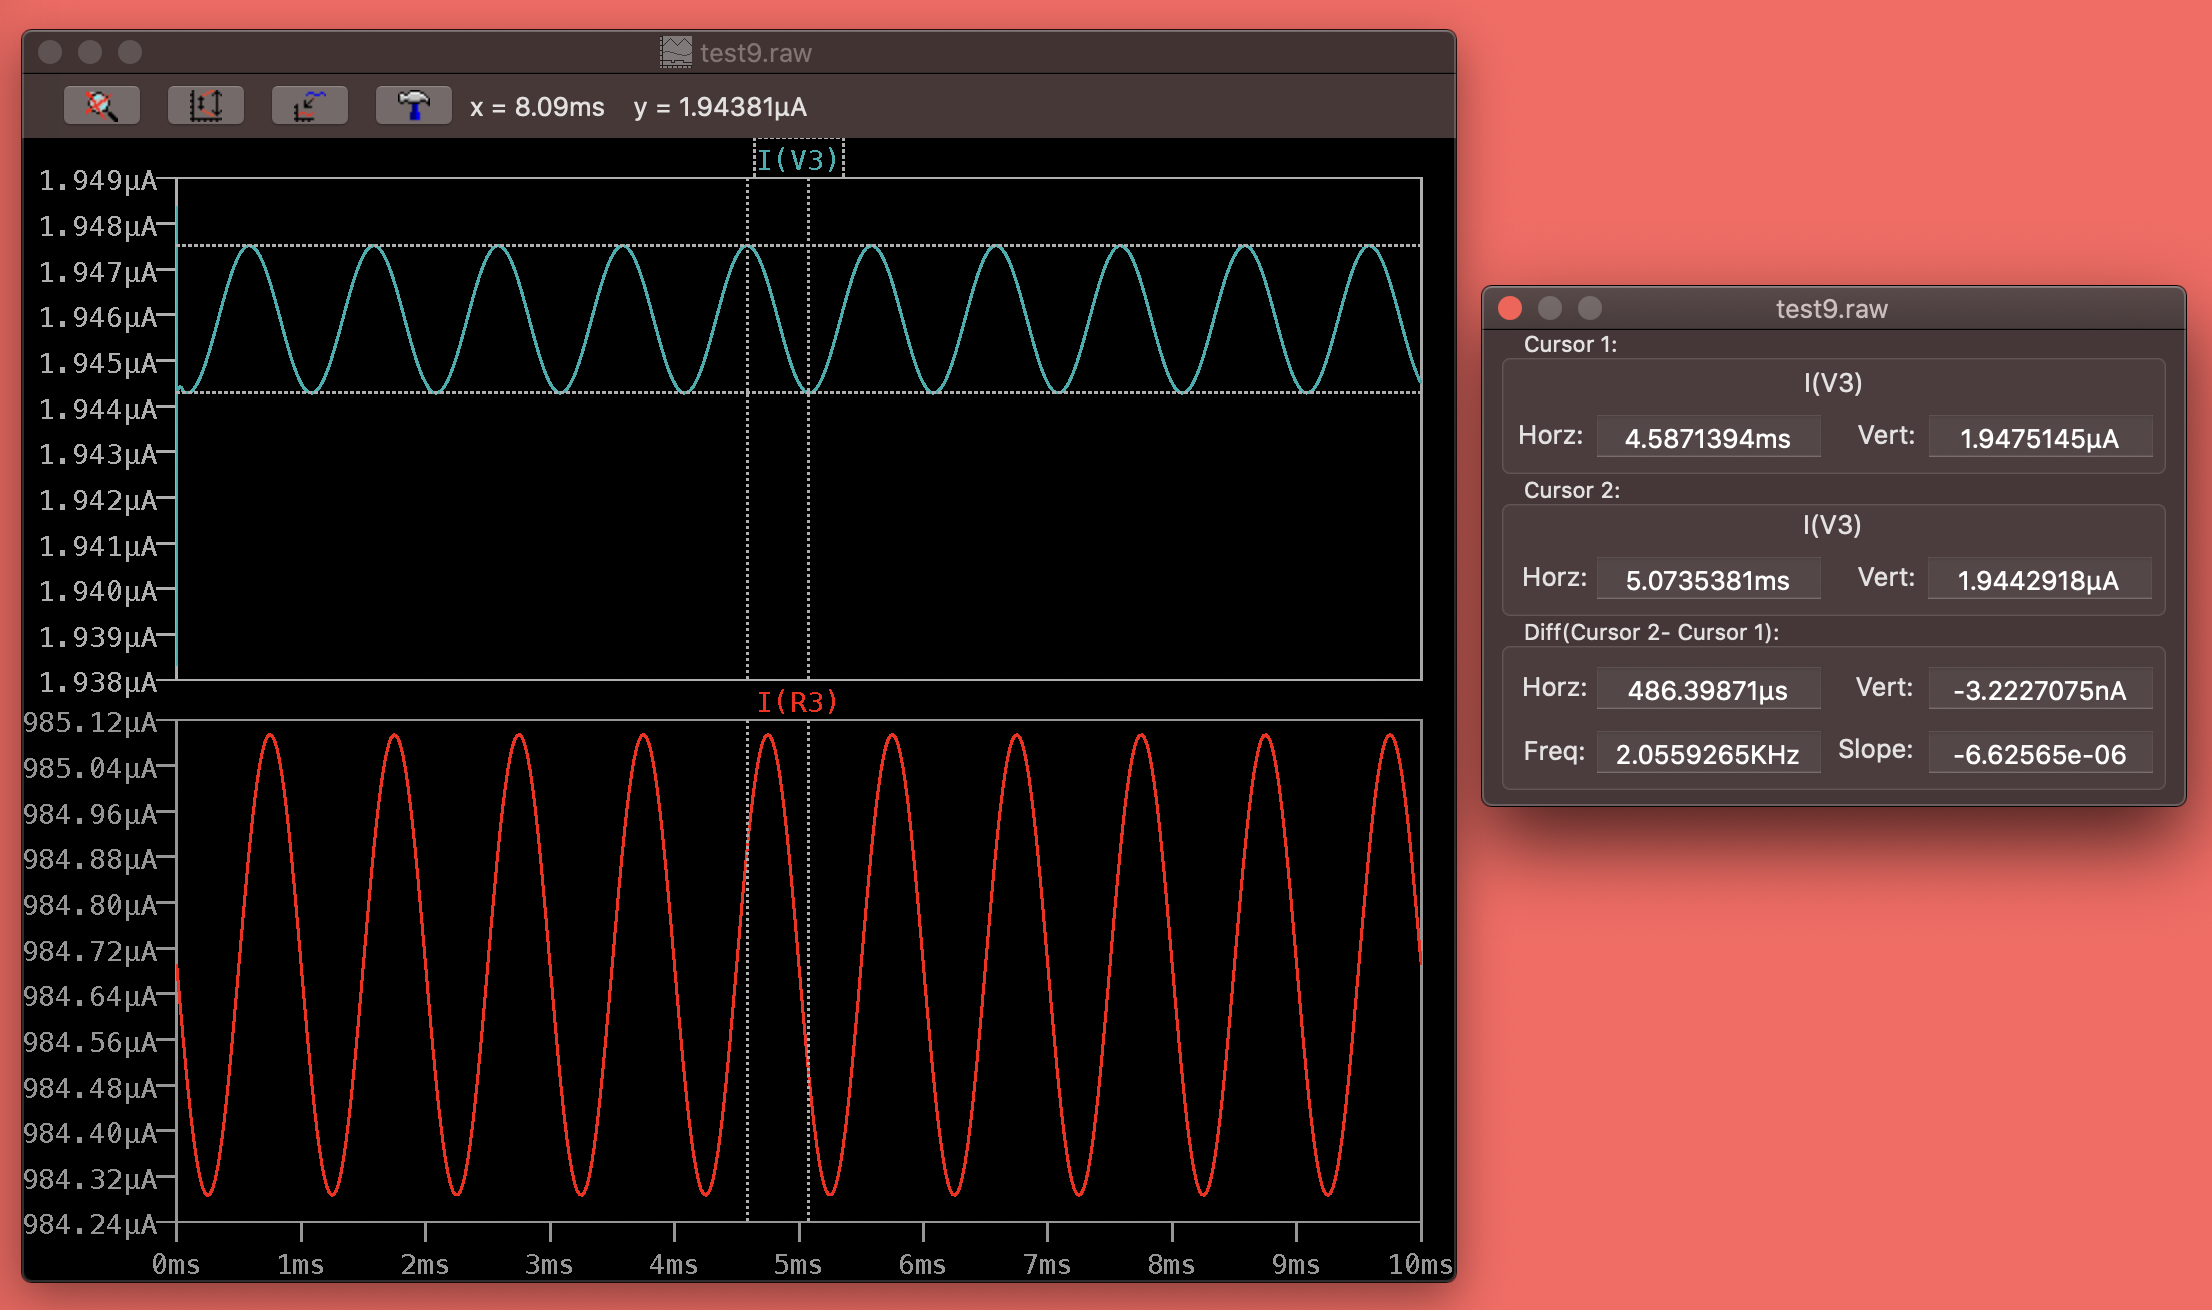 test9.raw
x = 8.09ms y = 1.94381µA
I(V3)
1.949µA
1.948µA
1.947µA
1.946µA
1.945µA
1.944µA
1.943µA
1.942µA
1.941µA
1.940µA
1.939µA
1.938µA
I(R3)
985.12µA
985.04µA
984.96µA
984.88µA
984.80µA
984.72µA
984.64µA
984.56µA
984.48µA
984.40µA
984.32µA
984.24µA
0ms 1ms 2ms 3ms 4ms 5ms 6ms 7ms 8ms 9ms 10ms
test9.raw
Cursor 1:
I(V3)
Horz: 4.5871394ms Vert: 1.9475145µA
Cursor 2:
I(V3)
Horz: 5.0735381ms Vert: 1.9442918µA
Diff(Cursor 2- Cursor 1):
Horz: 486.39871µs Vert: -3.2227075nA
Freq: 2.0559265KHz Slope: -6.62565e-06